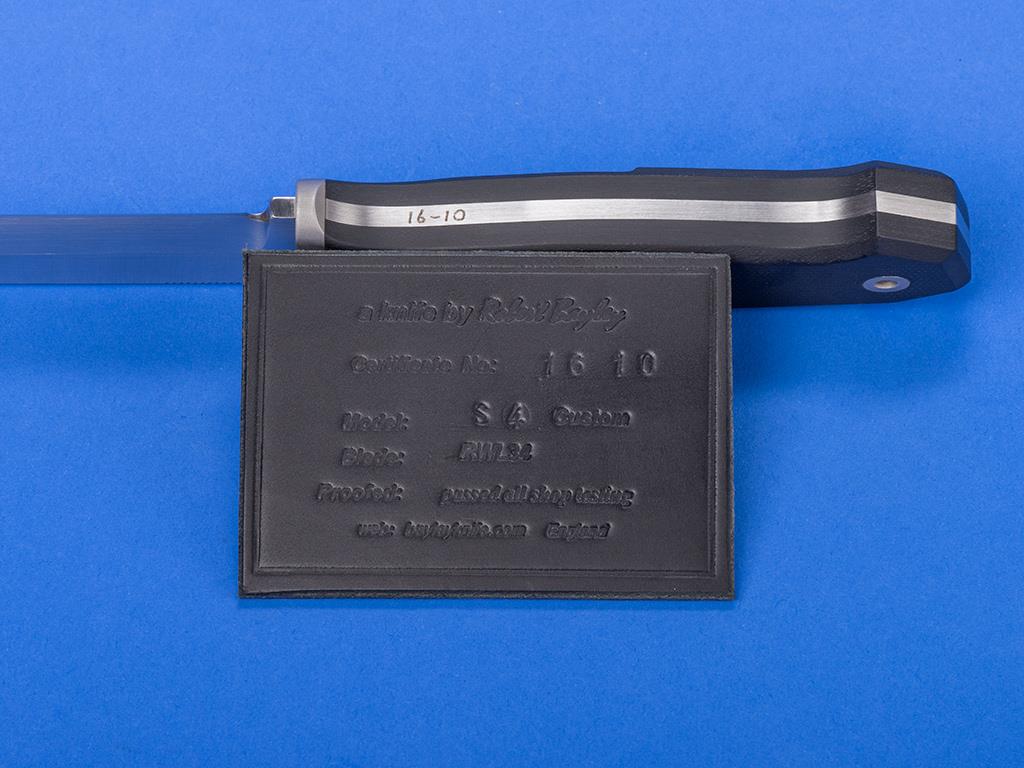 16-10
a knife by Robert Bayley
Certificate No: 16 10
Model: S 4 Custom
Blade: RWL34
Proofed: passed all shop testing
web: bayleyknife.com England